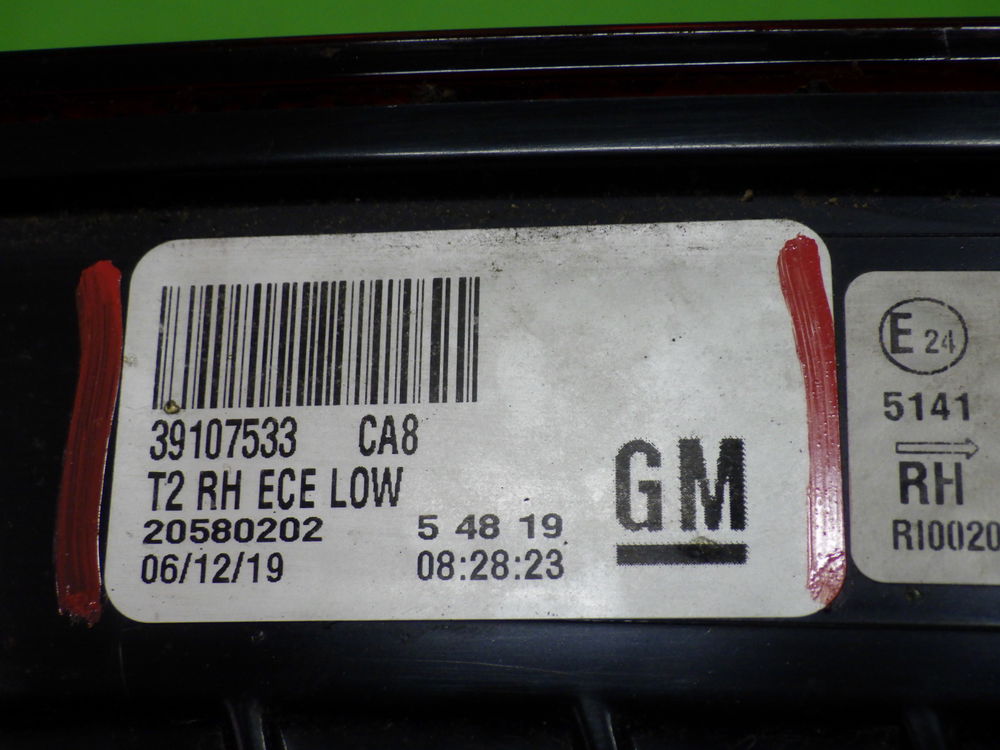 39107533 CA8
T2 RH ECE LOW
20580202 5 48 19
06/12/19 08:28:23
GM
E 24
5141
RH
RI0020